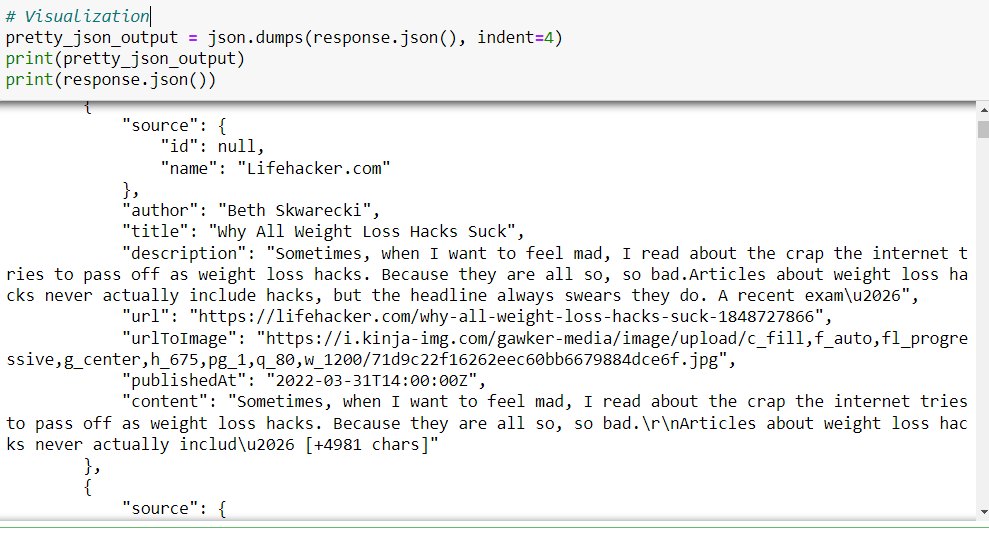 # Visualization
pretty_json_output = json.dumps(response.json(), indent=4)
print(pretty_json_output)
print(response.json())
{
"source": {
"id": null,
"name": "Lifehacker.com"
},
"author": "Beth Skwarecki",
"title": "Why All Weight Loss Hacks Suck",
"description": "Sometimes, when I want to feel mad, I read about the crap the internet t
ries to pass off as weight loss hacks. Because they are all so, so bad.Articles about weight loss ha
cks never actually include hacks, but the headline always swears they do. A recent exam\u2026",
"url": "https://lifehacker.com/why-all-weight-loss-hacks-suck-1848727866",
"urlToImage": "https://i.kinja-img.com/gawker-media/image/upload/c_fill,f_auto,fl_progre
ssive,g_center,h_675,pg_1,q_80,w_1200/71d9c22f16262eec60bb6679884dce6f.jpg",
"publishedAt": "2022-03-31T14:00:00Z",
"content": "Sometimes, when I want to feel mad, I read about the crap the internet tries
to pass off as weight loss hacks. Because they are all so, so bad.\r\nArticles about weight loss hac
ks never actually includ\u2026 [+4981 chars]"
},
{
"source": {